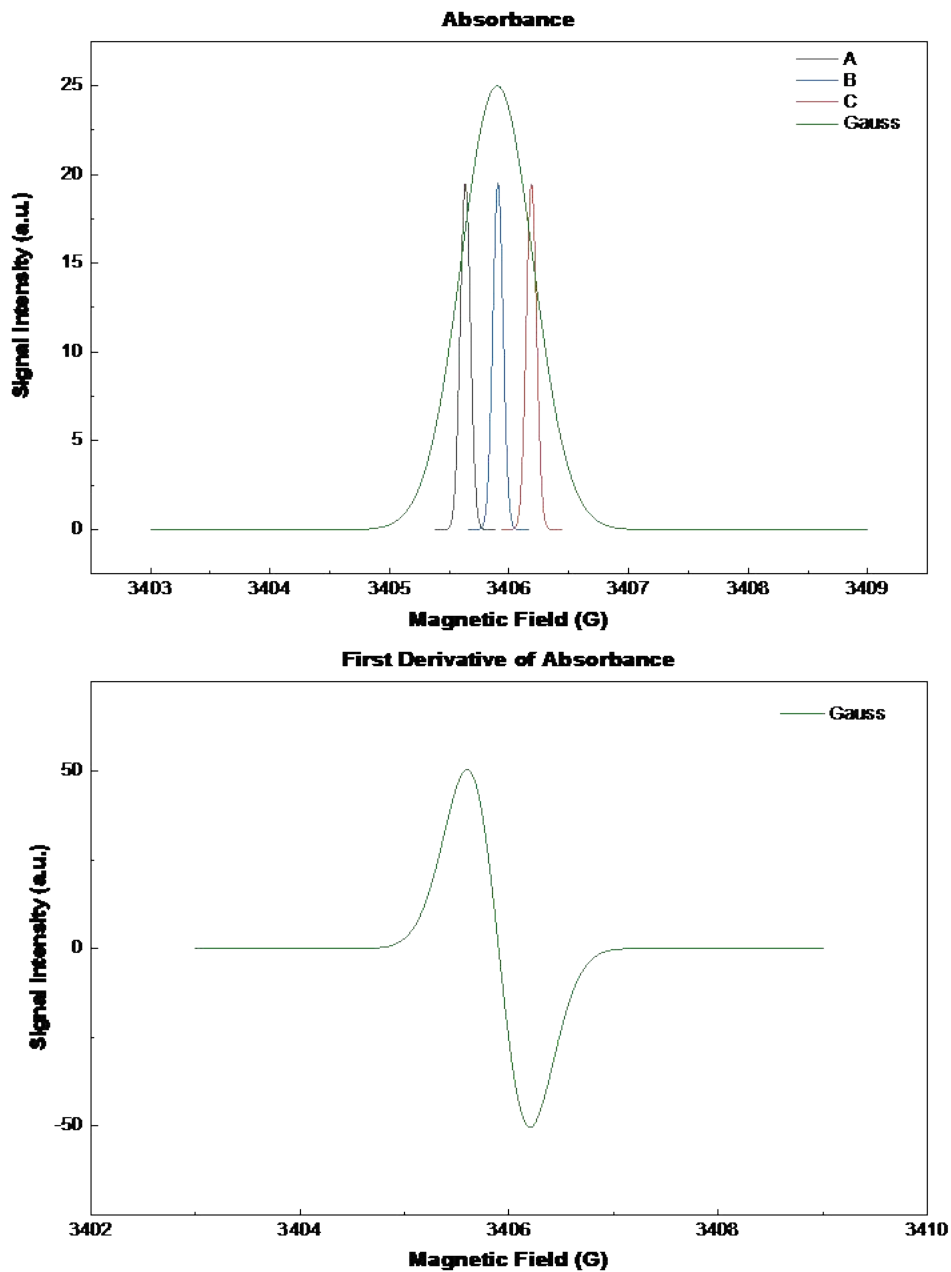 Absorbance
A
B
C
Gauss
25
20
15
10
5
0
Signal Intensity (a.u.)
3403 3404 3405 3406 3407 3408 3409
Magnetic Field (G)
First Derivative of Absorbance
Gauss
50
0
-50
Signal Intensity (a.u.)
3402 3404 3406 3408 3410
Magnetic Field (G)